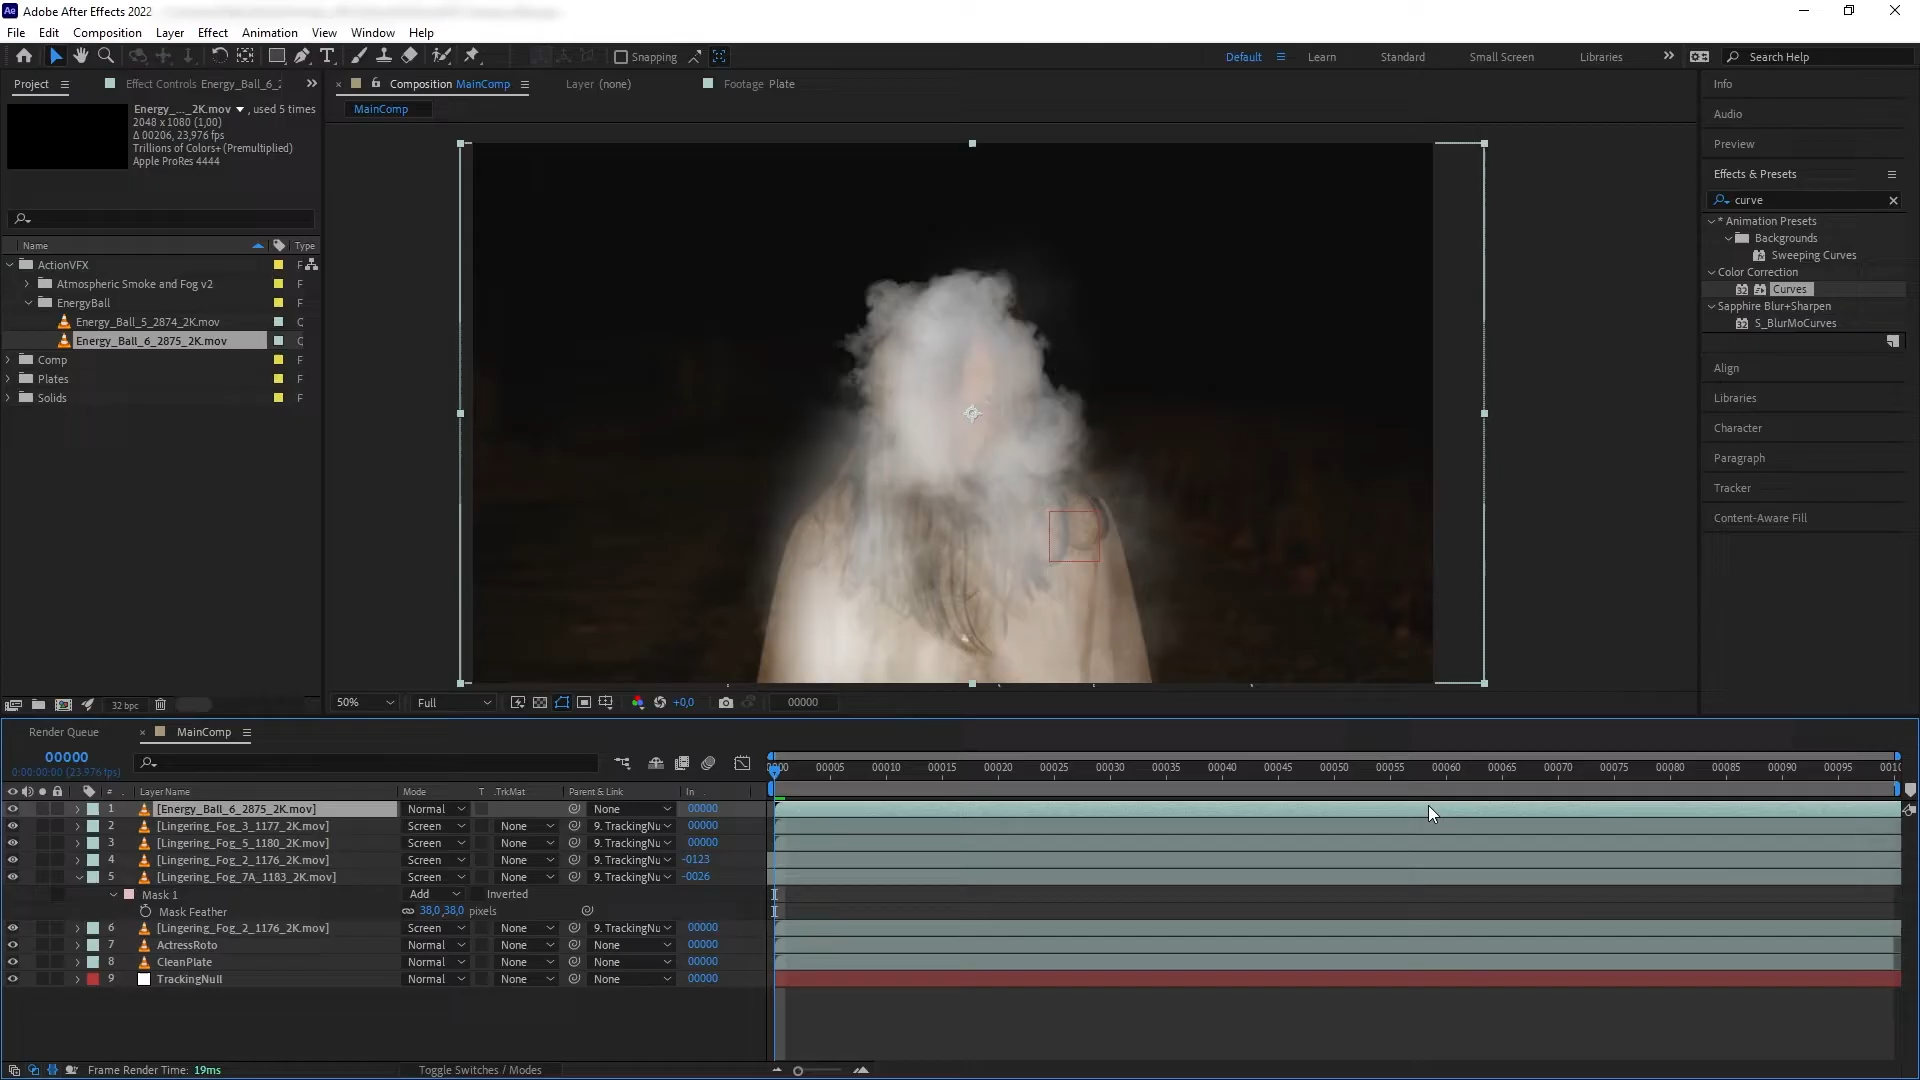 Adobe After Effects 2022
File Edit Composition Layer Effect Animation View Window Help
Snapping
Default Learn Standard Small Screen Libraries Search Help
Project Effect Controls Energy_Ball_6_2
Composition MainComp Layer (none) Footage Plate
MainComp
Energy_..._2K.mov , used 5 times
2048 x 1080 (1,00)
Δ 00206, 23,976 fps
Trillions of Colors+ (Premultiplied)
Apple ProRes 4444
Name Type
ActionVFX F
Atmospheric Smoke and Fog v2 F
EnergyBall F
Energy_Ball_5_2874_2K.mov
Energy_Ball_6_2875_2K.mov
Comp F
Plates F
Solids F
32 bpc
50% Full +0,0 00000
Info
Audio
Preview
Effects & Presets
curve
* Animation Presets
Backgrounds
Sweeping Curves
Color Correction
32 Curves
Sapphire Blur+Sharpen
32 S_BlurMoCurves
Align
Libraries
Character
Paragraph
Tracker
Content-Aware Fill
Render Queue MainComp
00000
0:00:00:00 (23.976 fps)
0000 00005 00010 00015 00020 00025 00030 00035 00040 00045 00050 00055 00060 00065 00070 00075 00080 00085 00090 00095 0010
# Layer Name Mode T .TrkMat Parent & Link In
1 [Energy_Ball_6_2875_2K.mov] Normal None 00000
2 [Lingering_Fog_3_1177_2K.mov] Screen None 9. TrackingNu 00000
3 [Lingering_Fog_5_1180_2K.mov] Screen None 9. TrackingNu 00000
4 [Lingering_Fog_2_1176_2K.mov] Screen None 9. TrackingNu -0123
5 [Lingering_Fog_7A_1183_2K.mov] Screen None 9. TrackingNu -0026
Mask 1 Add Inverted
Mask Feather 38,0,38,0 pixels
6 [Lingering_Fog_2_1176_2K.mov] Screen None 9. TrackingNu 00000
7 ActressRoto Normal None None 00000
8 CleanPlate Normal None None 00000
9 TrackingNull Normal None None 00000
Frame Render Time: 19ms Toggle Switches / Modes